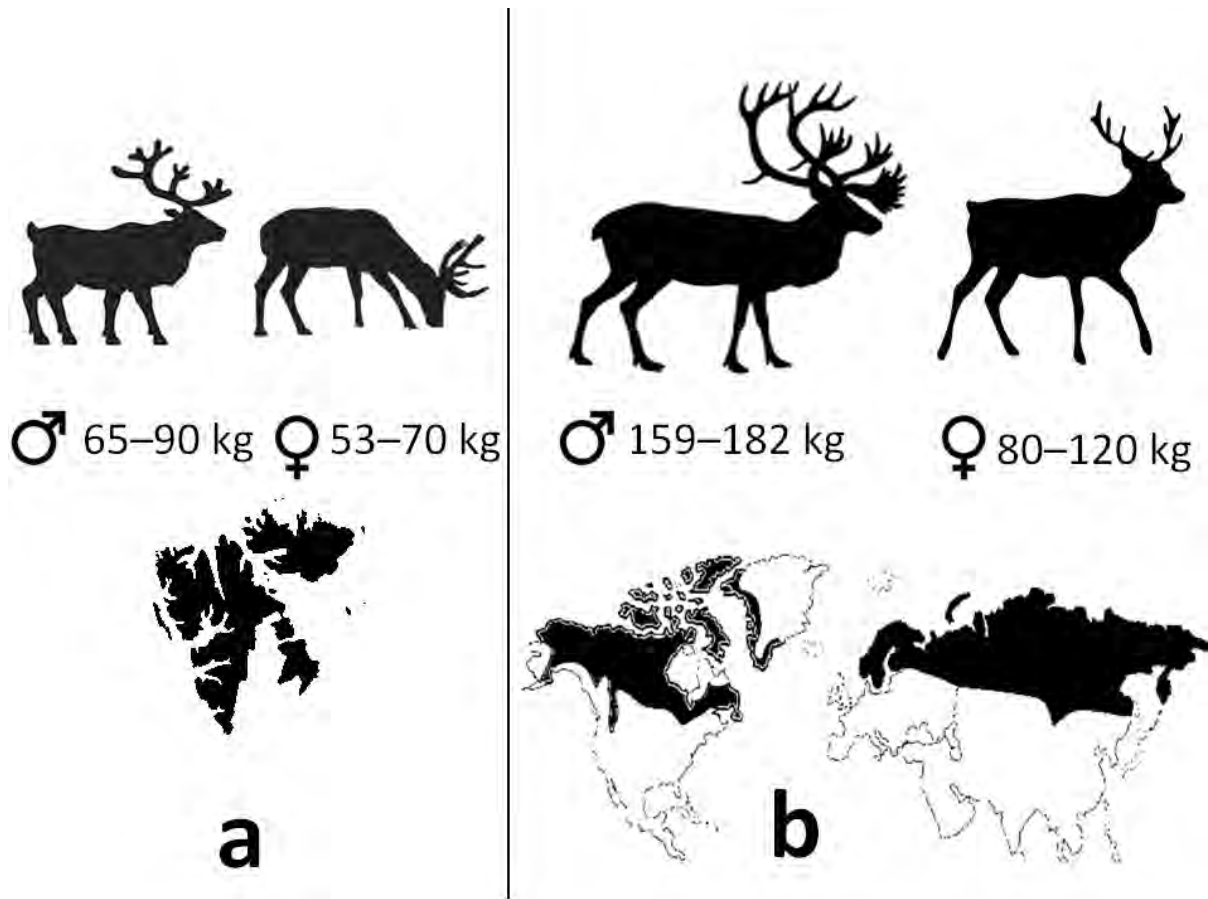 ♂ 65–90 kg ♀ 53–70 kg
♂ 159–182 kg ♀ 80–120 kg
a
b